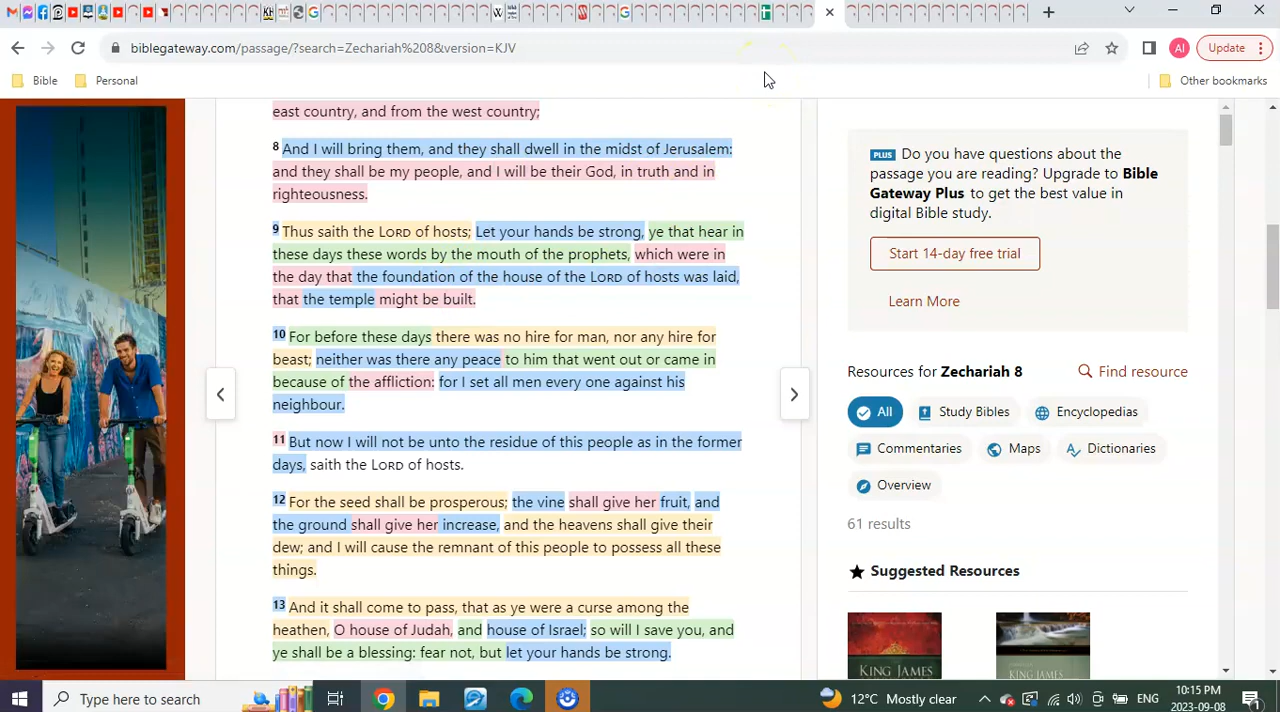 biblegateway.com/passage/?search=Zechariah%208&version=KJV
AI
Update
Bible
Personal
Other bookmarks
east country, and from the west country;
8 And I will bring them, and they shall dwell in the midst of Jerusalem:
and they shall be my people, and I will be their God, in truth and in
righteousness.
9 Thus saith the LORD of hosts; Let your hands be strong, ye that hear in
these days these words by the mouth of the prophets, which were in
the day that the foundation of the house of the LORD of hosts was laid,
that the temple might be built.
10 For before these days there was no hire for man, nor any hire for
beast; neither was there any peace to him that went out or came in
because of the affliction: for I set all men every one against his
neighbour.
11 But now I will not be unto the residue of this people as in the former
days, saith the LORD of hosts.
12 For the seed shall be prosperous; the vine shall give her fruit, and
the ground shall give her increase, and the heavens shall give their
dew; and I will cause the remnant of this people to possess all these
things.
13 And it shall come to pass, that as ye were a curse among the
heathen, O house of Judah, and house of Israel; so will I save you, and
ye shall be a blessing: fear not, but let your hands be strong.
PLUS Do you have questions about the
passage you are reading? Upgrade to Bible
Gateway Plus to get the best value in
digital Bible study.
Start 14-day free trial
Learn More
Resources for Zechariah 8
Find resource
All
Study Bibles
Encyclopedias
Commentaries
Maps
Dictionaries
Overview
61 results
Suggested Resources
KING JAMES
KING JAMES
Type here to search
12°C Mostly clear
ENG
10:15 PM
2023-09-08
1